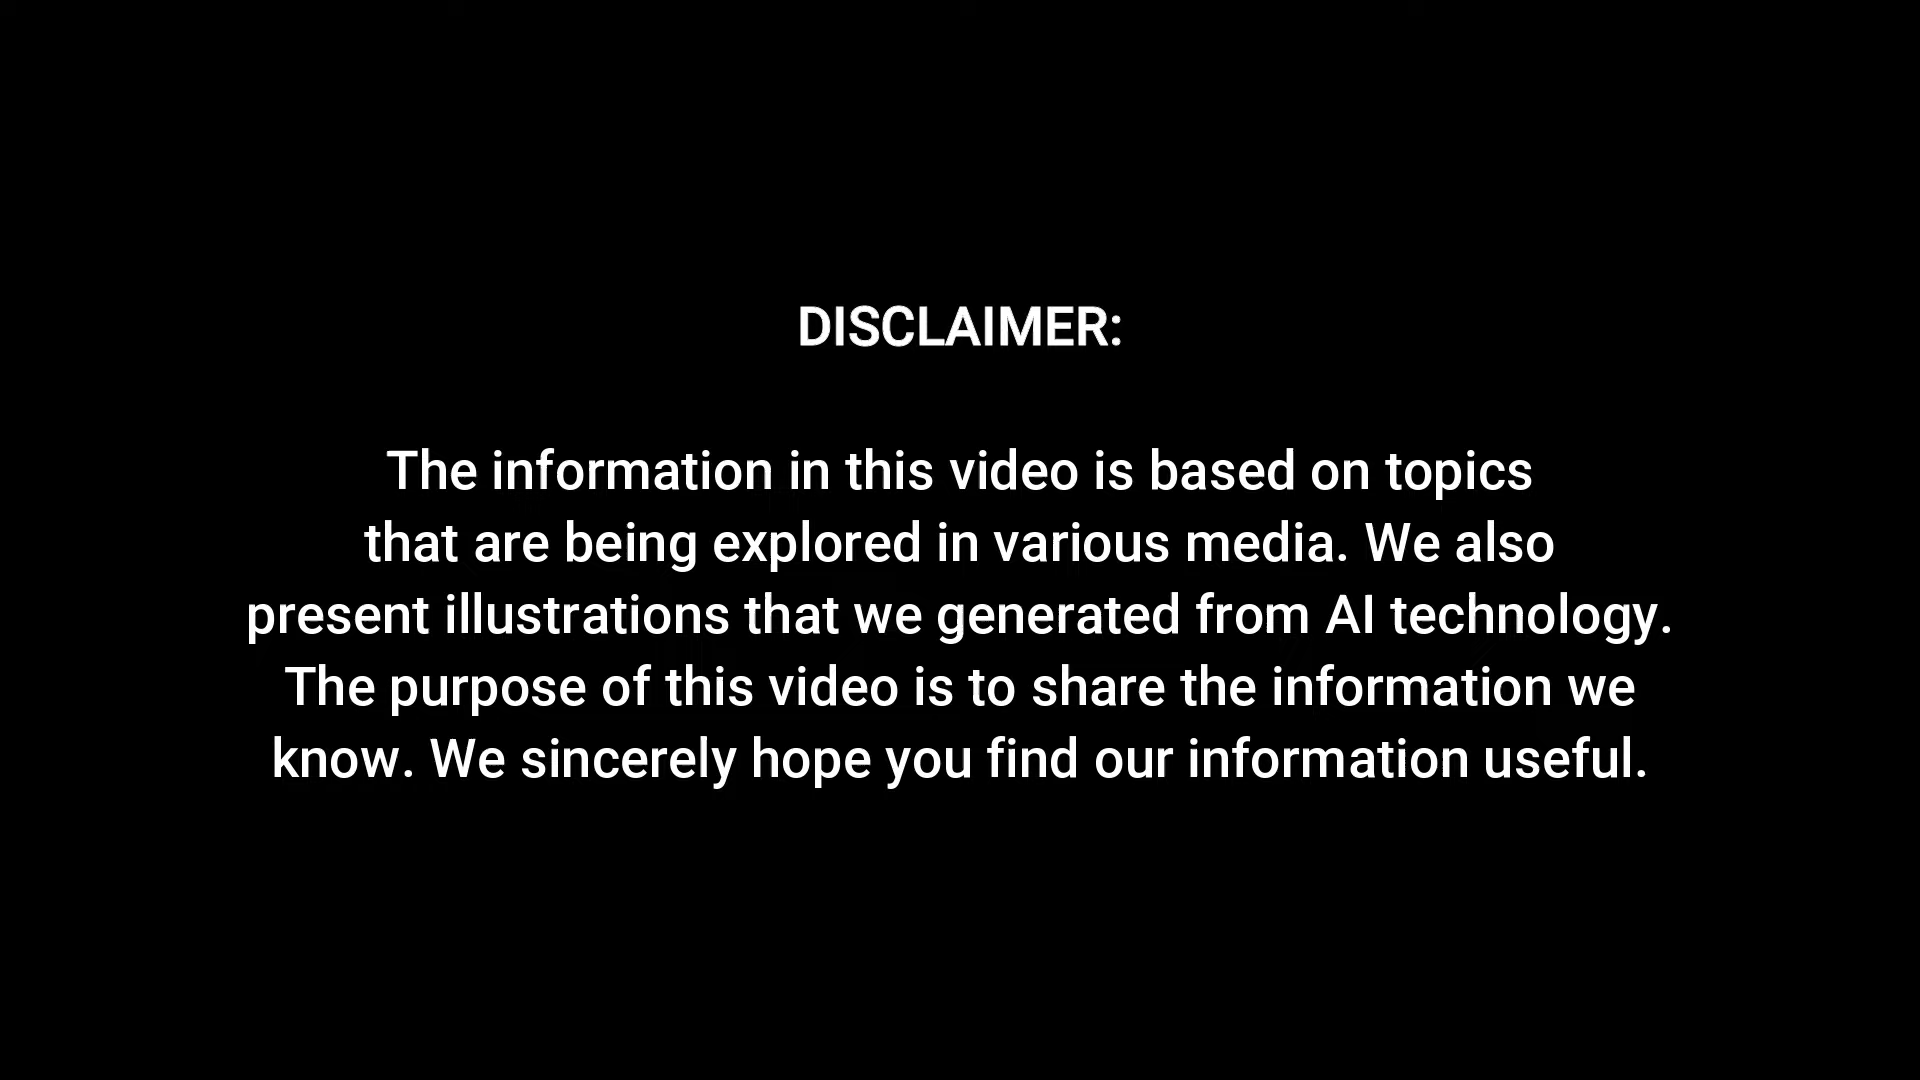 DISCLAIMER:
The information in this video is based on topics
that are being explored in various media. We also
present illustrations that we generated from AI technology.
The purpose of this video is to share the information we
know. We sincerely hope you find our information useful.